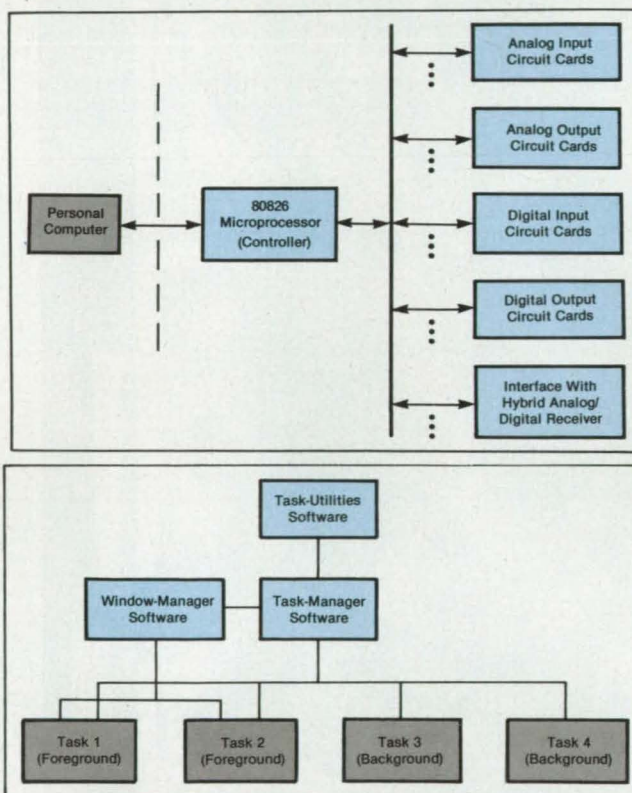 Analog Input
Circuit Cards
Analog Output
Circuit Cards
Personal
Computer
80826
Microprocessor
(Controller)
Digital Input
Circuit Cards
Digital Output
Circuit Cards
Interface With
Hybrid Analog/
Digital Receiver
Task-Utilities
Software
Window-Manager
Software
Task-Manager
Software
Task 1
(Foreground)
Task 2
(Foreground)
Task 3
(Background)
Task 4
(Background)